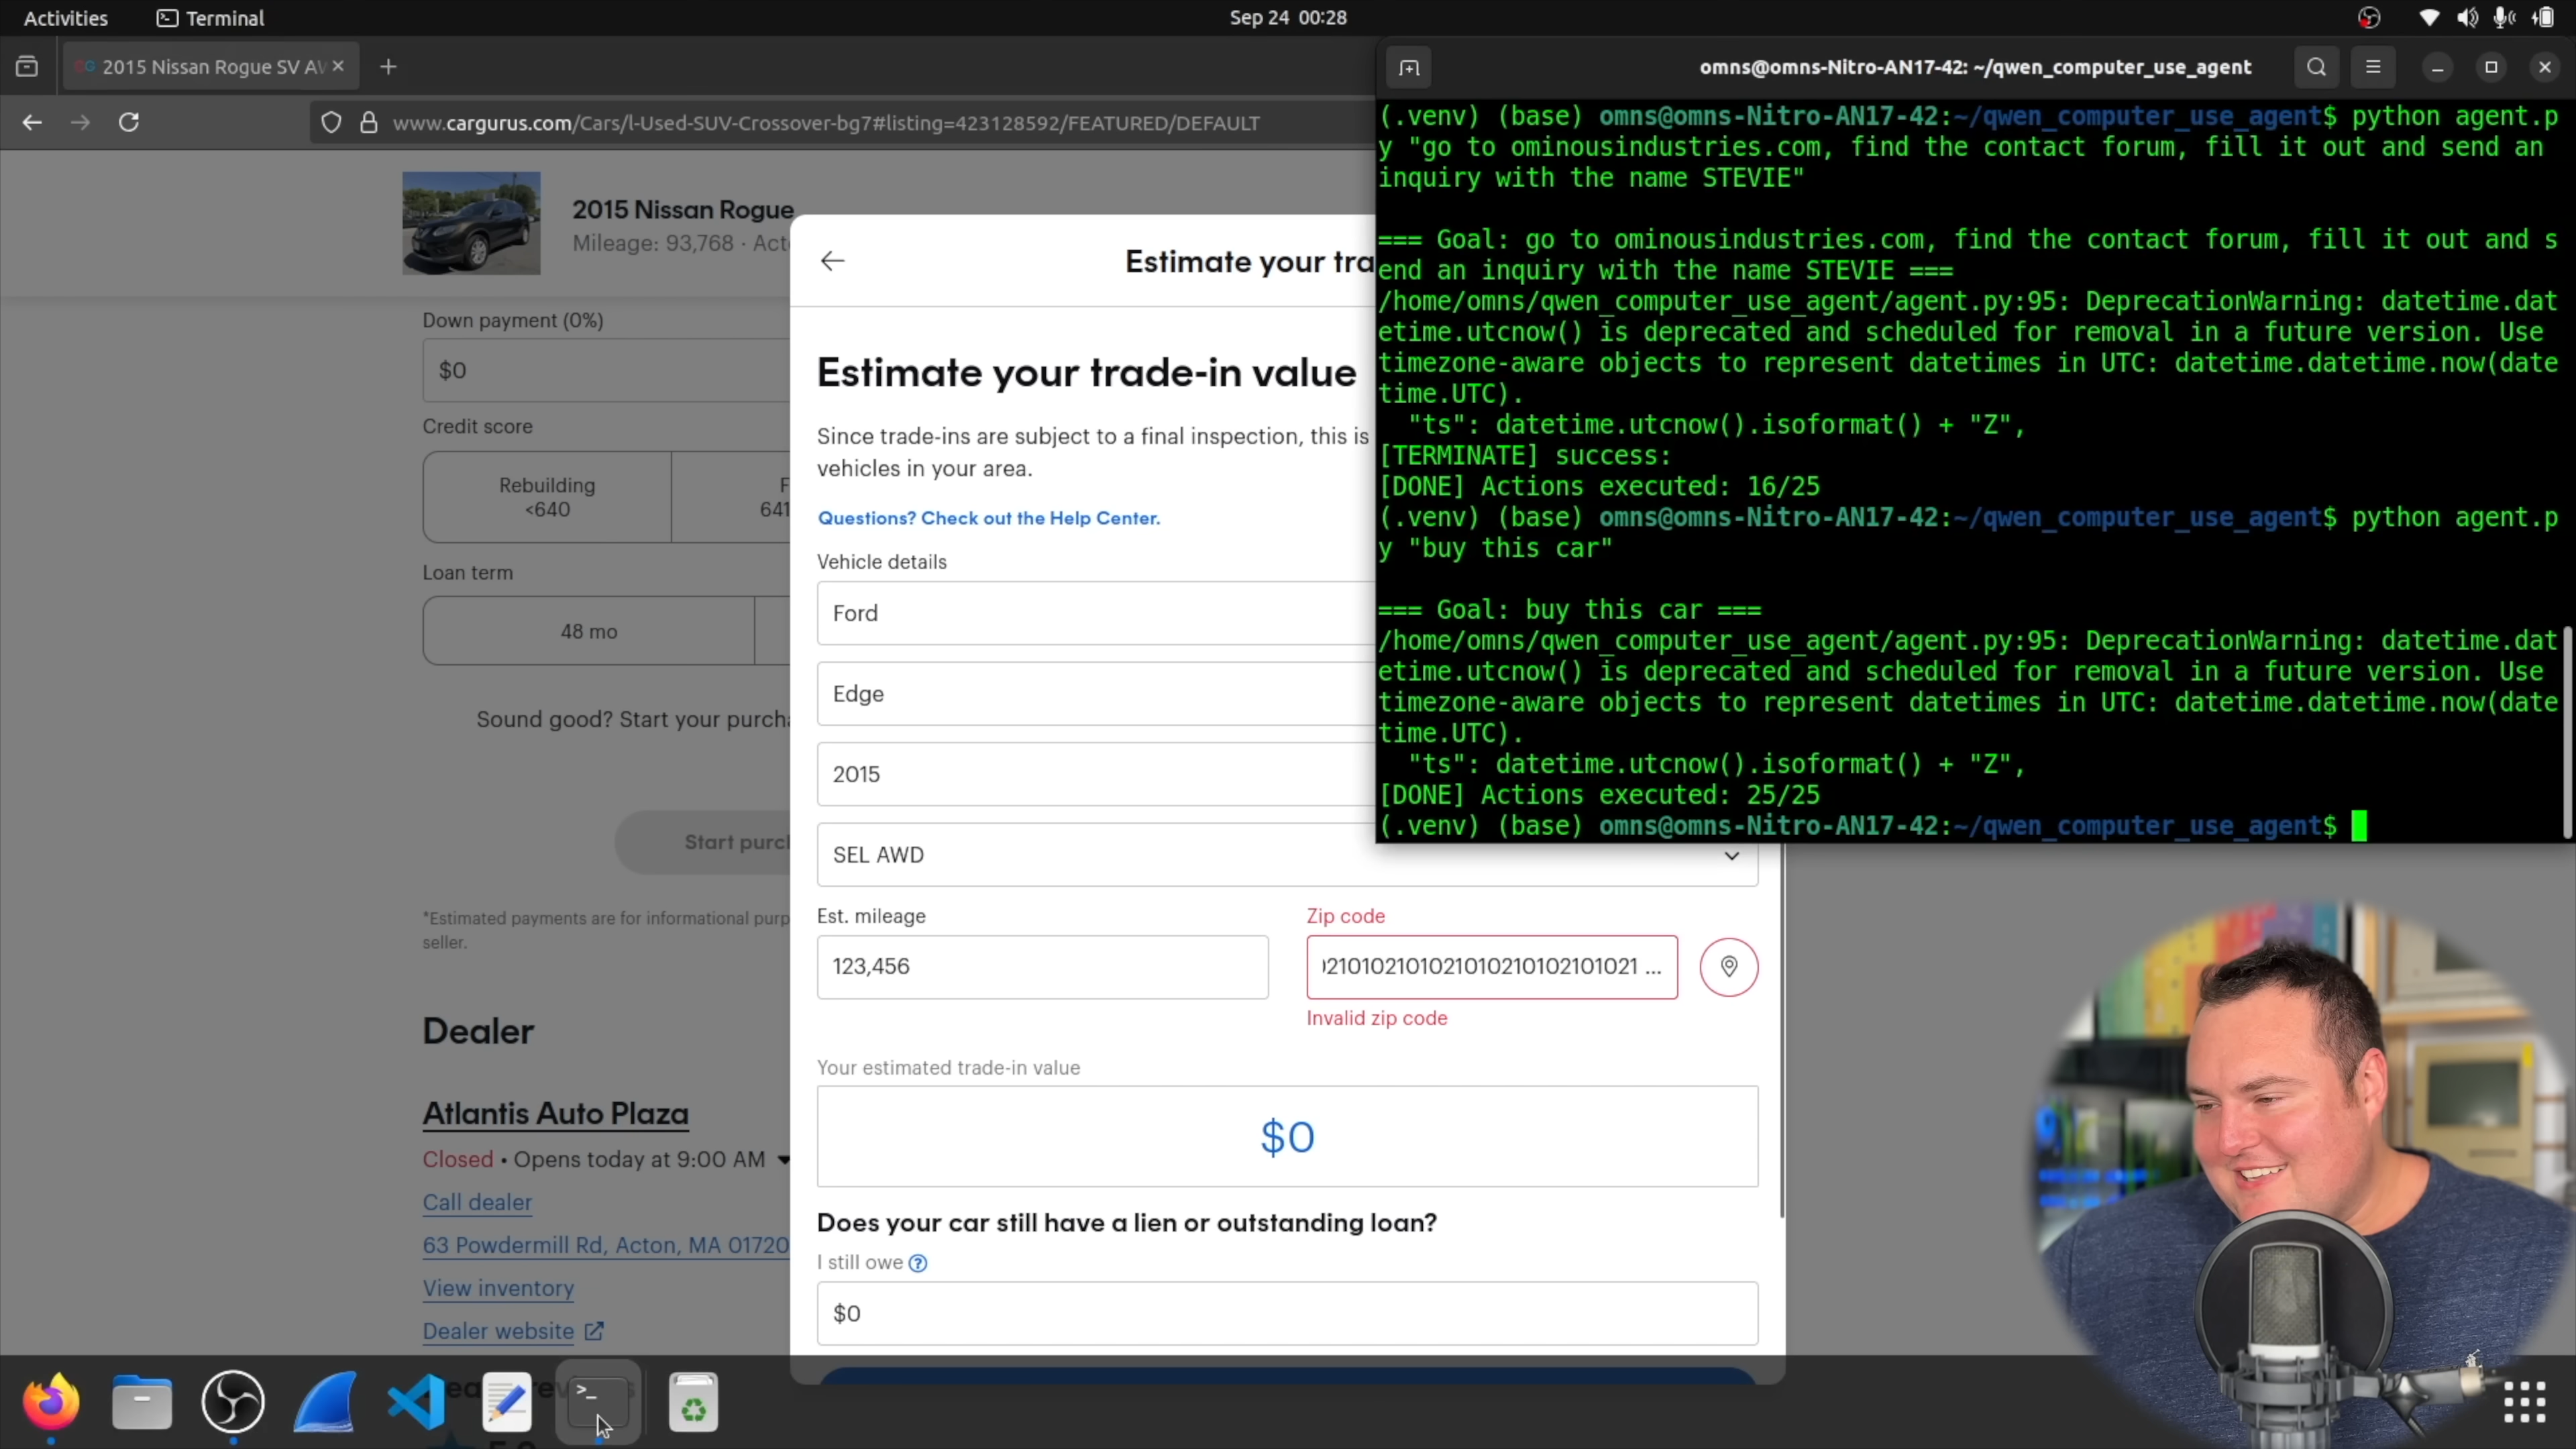 Activities
Terminal
Sep 24 00:28
2015 Nissan Rogue SV AV
www.cargurus.com/Cars/l-Used-SUV-Crossover-bg7#listing=423128592/FEATURED/DEFAULT
2015 Nissan Rogue
Mileage: 93,768 · Act
Down payment (0%)
$0
Credit score
Rebuilding
<640
F
641
Loan term
48 mo
Sound good? Start your purcha
Start purc
*Estimated payments are for informational purp
seller.
Dealer
Atlantis Auto Plaza
Closed • Opens today at 9:00 AM
Call dealer
63 Powdermill Rd, Acton, MA 01720
View inventory
Dealer website
Estimate your tra
Estimate your trade-in value
Since trade-ins are subject to a final inspection, this is
vehicles in your area.
Questions? Check out the Help Center.
Vehicle details
Ford
Edge
2015
SEL AWD
Est. mileage
Zip code
123,456
2101021010210102101021010210 ...
Invalid zip code
Your estimated trade-in value
$0
Does your car still have a lien or outstanding loan?
I still owe
$0
omns@omns-Nitro-AN17-42: ~/qwen_computer_use_agent
(.venv) (base) omns@omns-Nitro-AN17-42:~/qwen_computer_use_agent$ python agent.p
y "go to ominousindustries.com, find the contact forum, fill it out and send an
inquiry with the name STEVIE"
=== Goal: go to ominousindustries.com, find the contact forum, fill it out and s
end an inquiry with the name STEVIE ===
/home/omns/qwen_computer_use_agent/agent.py:95: DeprecationWarning: datetime.dat
etime.utcnow() is deprecated and scheduled for removal in a future version. Use
timezone-aware objects to represent datetimes in UTC: datetime.datetime.now(date
time.UTC).
"ts": datetime.utcnow().isoformat() + "Z",
[TERMINATE] success:
[DONE] Actions executed: 16/25
(.venv) (base) omns@omns-Nitro-AN17-42:~/qwen_computer_use_agent$ python agent.p
y "buy this car"
=== Goal: buy this car ===
/home/omns/qwen_computer_use_agent/agent.py:95: DeprecationWarning: datetime.dat
etime.utcnow() is deprecated and scheduled for removal in a future version. Use
timezone-aware objects to represent datetimes in UTC: datetime.datetime.now(date
time.UTC).
"ts": datetime.utcnow().isoformat() + "Z",
[DONE] Actions executed: 25/25
(.venv) (base) omns@omns-Nitro-AN17-42:~/qwen_computer_use_agent$